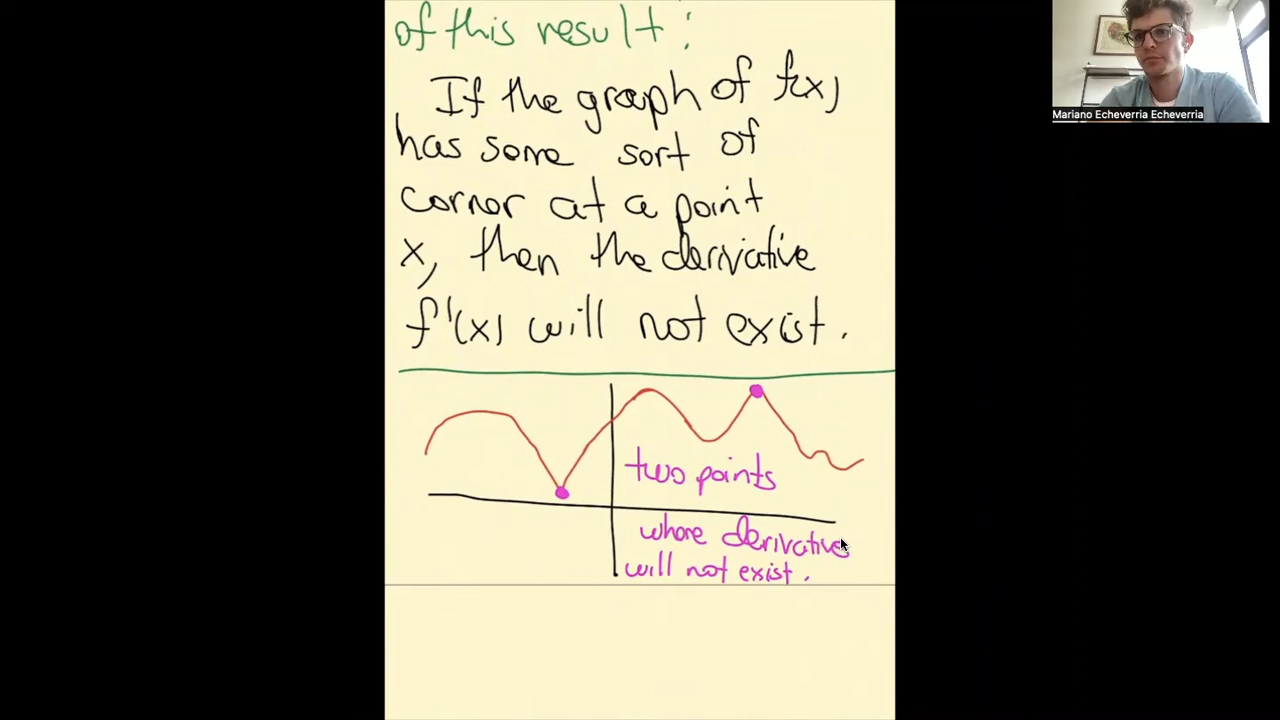 of this result:
If the graph of f(x)
has some sort of
corner at a point
x, then the derivative
f'(x) will not exist.
two points
where derivative
will not exist.
Mariano Echeverria Echeverria